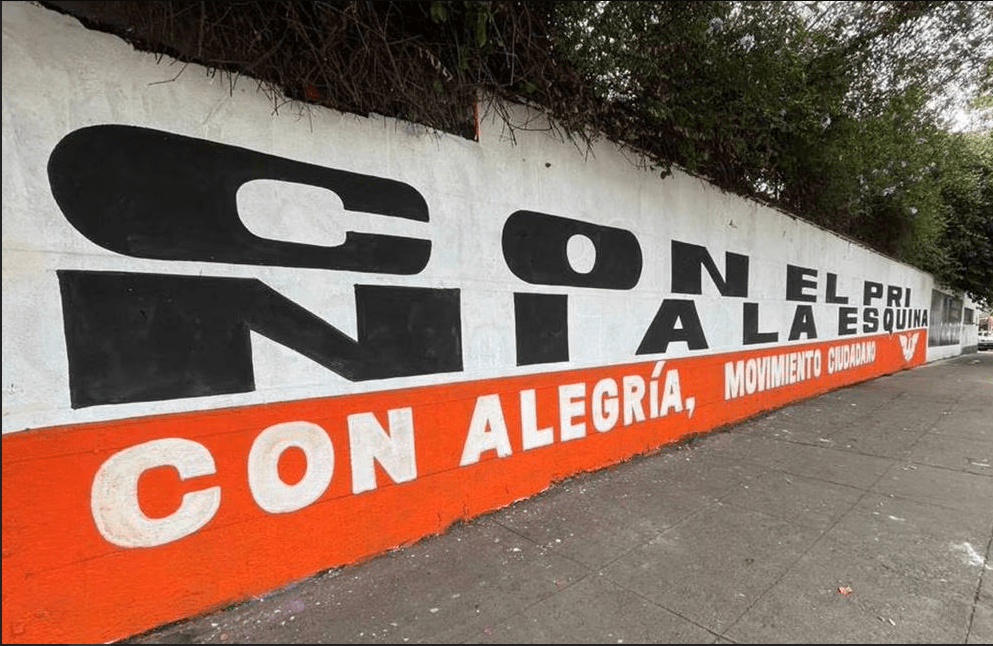 CON EL PRI
NI A LA ESQUINA
CON ALEGRÍA, MOVIMIENTO CIUDADANO